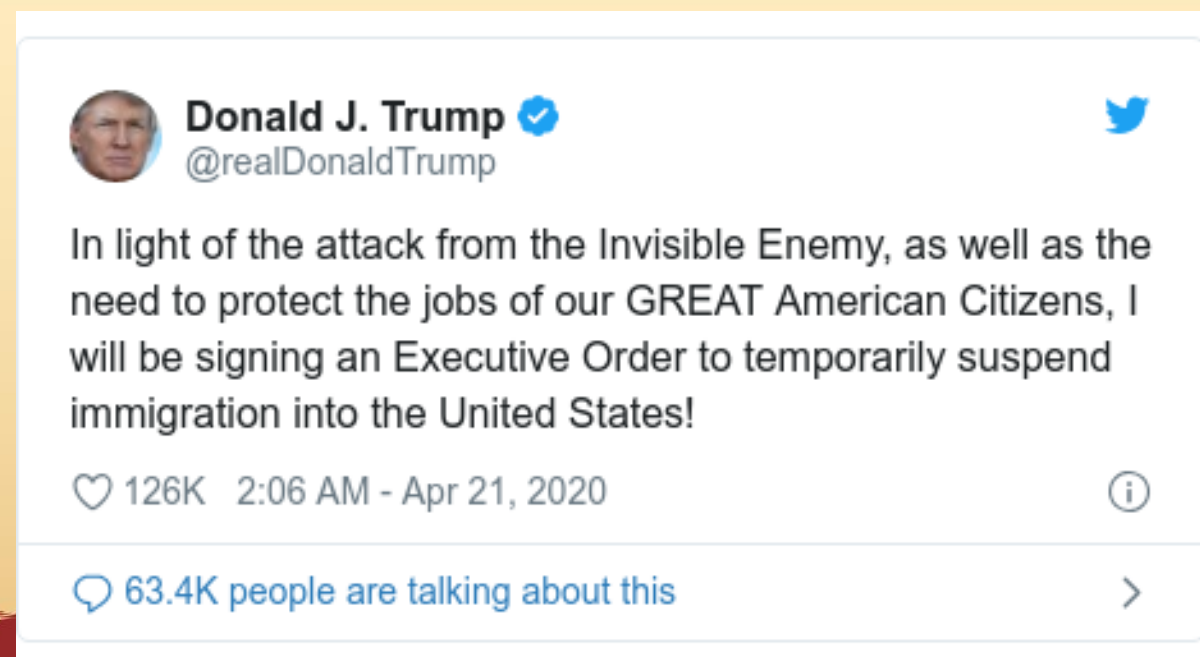 Donald J. Trump
@realDonaldTrump
In light of the attack from the Invisible Enemy, as well as the
need to protect the jobs of our GREAT American Citizens, I
will be signing an Executive Order to temporarily suspend
immigration into the United States!
126K 2:06 AM - Apr 21, 2020
63.4K people are talking about this